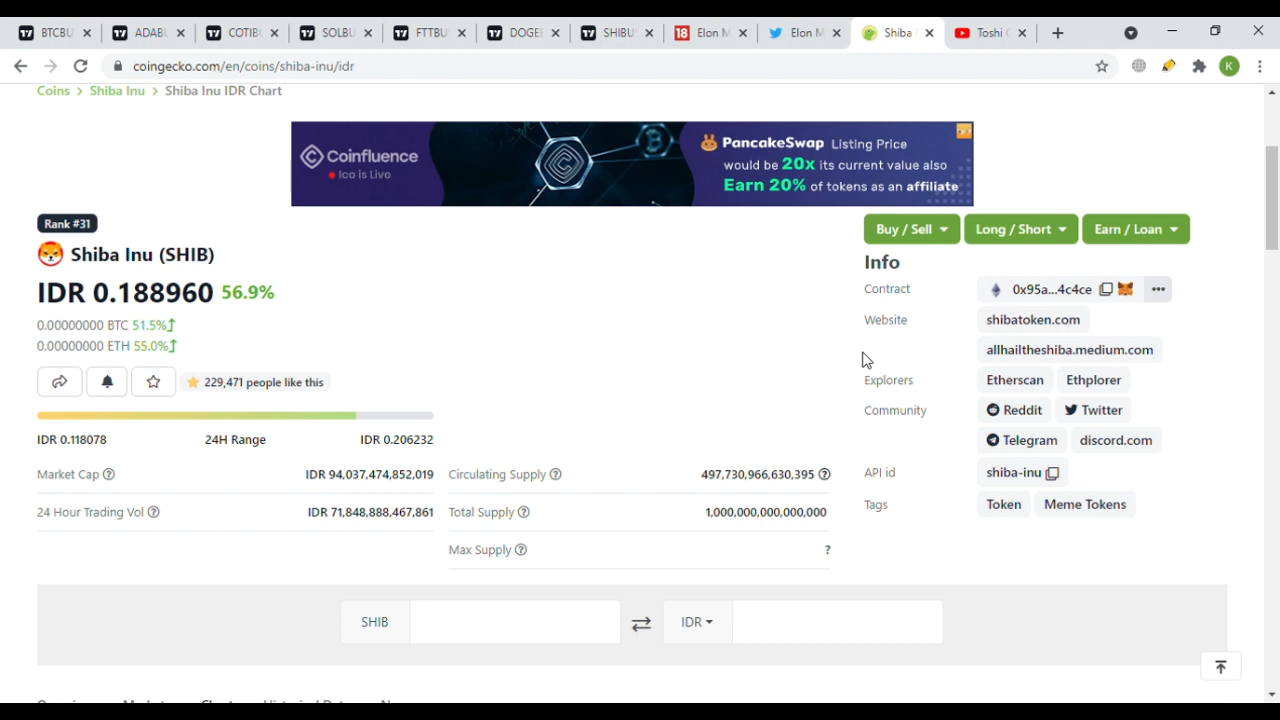 BTCBU
ADABU
COTIBU
SOLBU
FTTBU
DOGEB
SHIBU
Elon M
Elon M
Shiba
Toshi
coingecko.com/en/coins/shiba-inu/idr
K
Coins > Shiba Inu > Shiba Inu IDR Chart
Coinfluence
Ico is Live
PancakeSwap Listing Price
would be 20x its current value also
Earn 20% of tokens as an affiliate
Rank #31
Shiba Inu (SHIB)
IDR 0.188960 56.9%
0.00000000 BTC 51.5%
0.00000000 ETH 55.0%
229,471 people like this
IDR 0.118078 24H Range IDR 0.206232
Market Cap IDR 94,037,474,852,019
24 Hour Trading Vol IDR 71,848,888,467,861
Circulating Supply 497,730,966,630,395
Total Supply 1,000,000,000,000,000
Max Supply ?
Buy / Sell Long / Short Earn / Loan
Info
Contract 0x95a...4c4ce
Website shibatoken.com
allhailtheshiba.medium.com
Explorers Etherscan Ethplorer
Community Reddit Twitter
Telegram discord.com
API id shiba-inu
Tags Token Meme Tokens
SHIB IDR